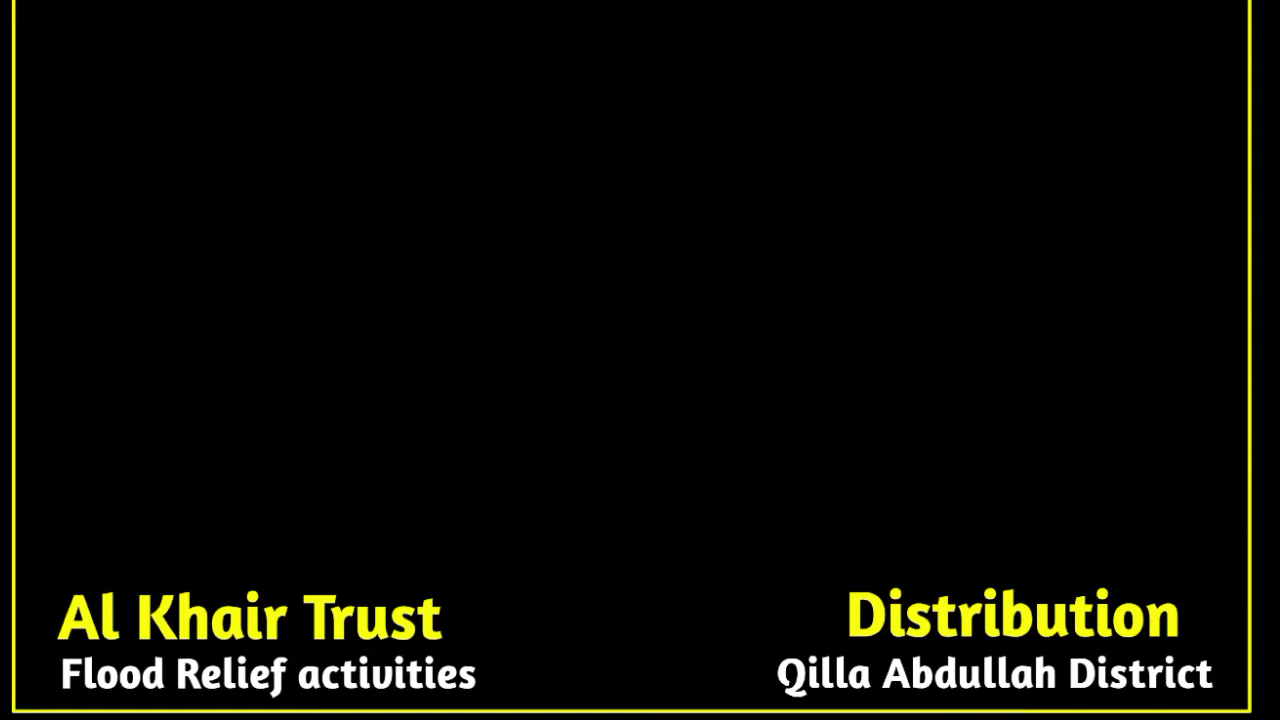 Al Khair Trust
Flood Relief activities
Distribution
Qilla Abdullah District